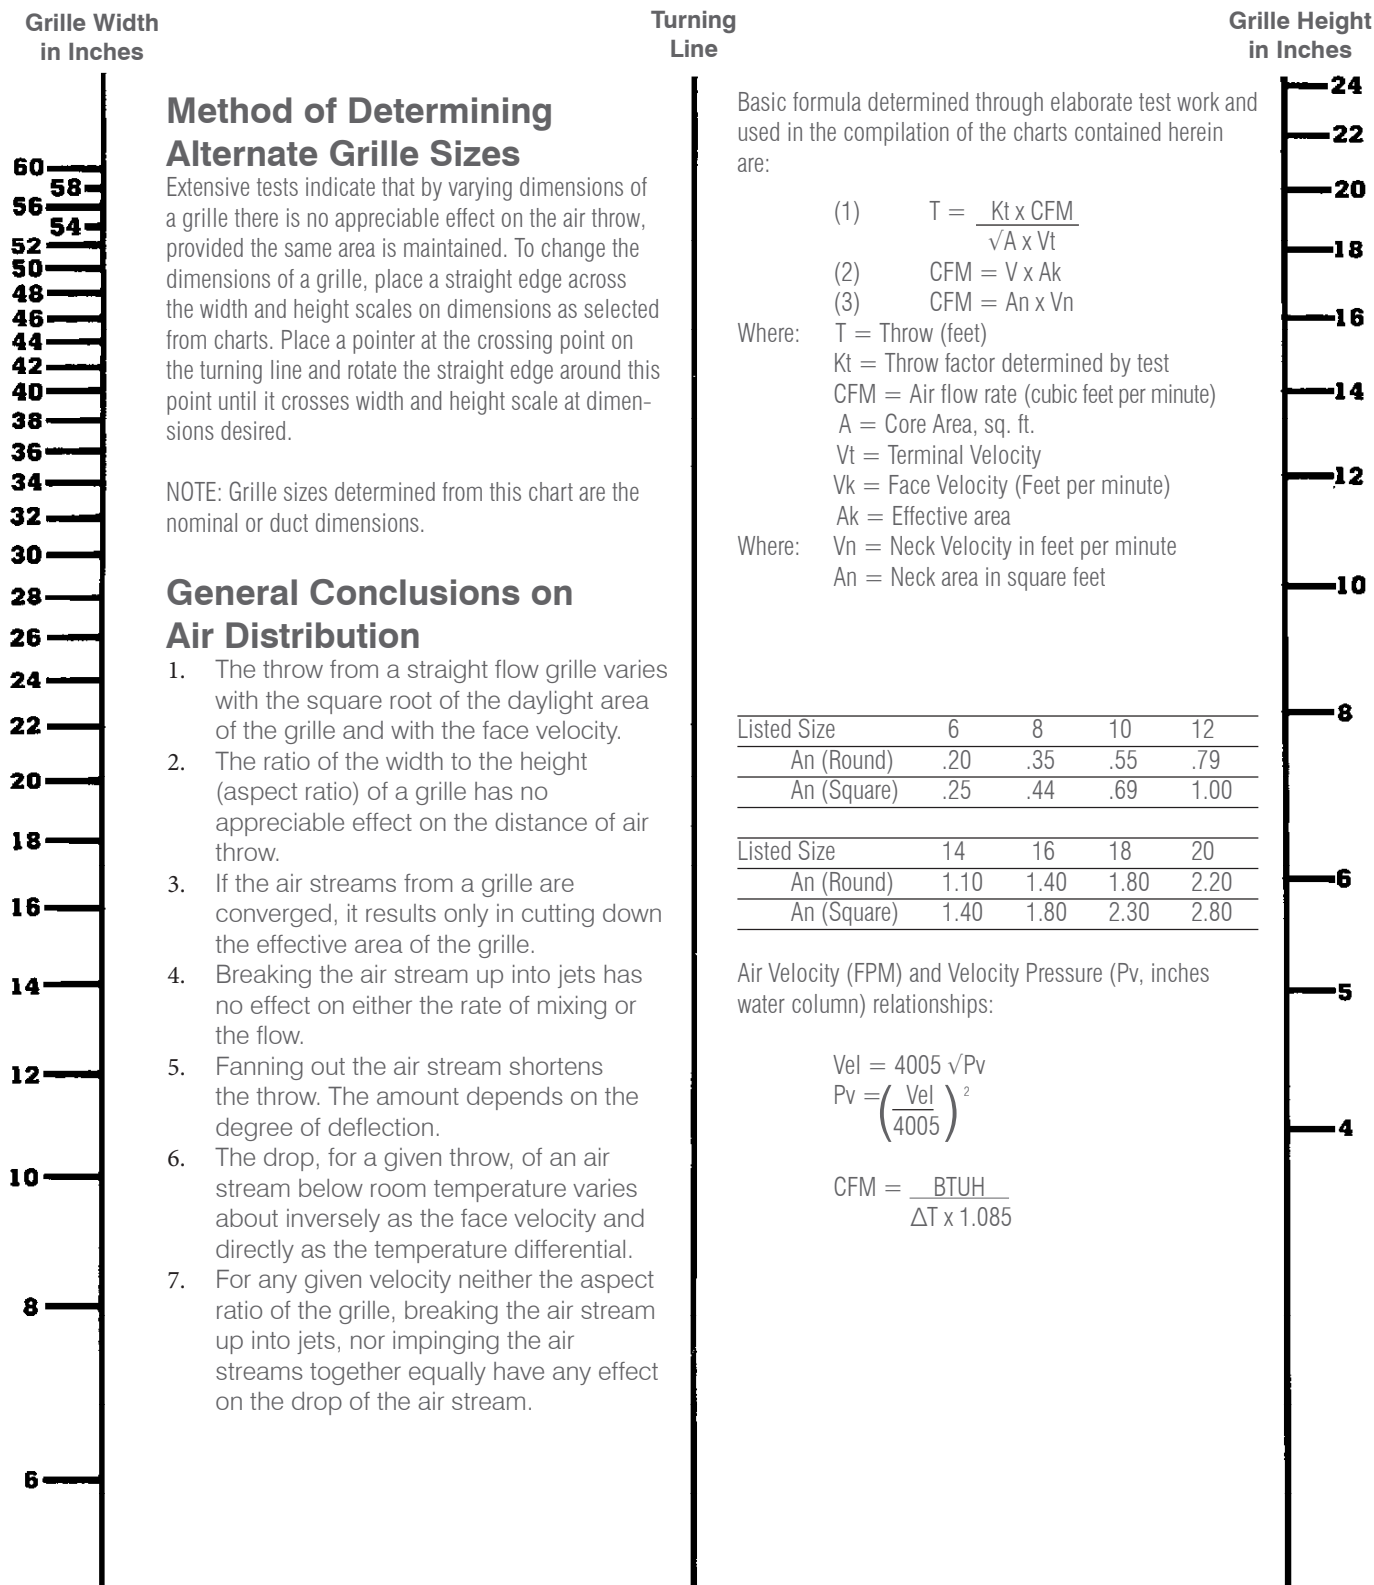 Grille Width
in Inches
Turning
Line
Grille Height
in Inches
60
58
56
54
52
50
48
46
44
42
40
38
36
34
32
30
28
26
24
22
20
18
16
14
12
10
8
6
Method of Determining
Alternate Grille Sizes
Extensive tests indicate that by varying dimensions of
a grille there is no appreciable effect on the air throw,
provided the same area is maintained. To change the
dimensions of a grille, place a straight edge across
the width and height scales on dimensions as selected
from charts. Place a pointer at the crossing point on
the turning line and rotate the straight edge around this
point until it crosses width and height scale at dimen-
sions desired.
NOTE: Grille sizes determined from this chart are the
nominal or duct dimensions.
General Conclusions on
Air Distribution
1. The throw from a straight flow grille varies
with the square root of the daylight area
of the grille and with the face velocity.
2. The ratio of the width to the height
(aspect ratio) of a grille has no
appreciable effect on the distance of air
throw.
3. If the air streams from a grille are
converged, it results only in cutting down
the effective area of the grille.
4. Breaking the air stream up into jets has
no effect on either the rate of mixing or
the flow.
5. Fanning out the air stream shortens
the throw. The amount depends on the
degree of deflection.
6. The drop, for a given throw, of an air
stream below room temperature varies
about inversely as the face velocity and
directly as the temperature differential.
7. For any given velocity neither the aspect
ratio of the grille, breaking the air stream
up into jets, nor impinging the air
streams together equally have any effect
on the drop of the air stream.
Basic formula determined through elaborate test work and
used in the compilation of the charts contained herein
are:
(1) T = Kt x CFM
√A x Vt
(2) CFM = V x Ak
(3) CFM = An x Vn
Where: T = Throw (feet)
Kt = Throw factor determined by test
CFM = Air flow rate (cubic feet per minute)
A = Core Area, sq. ft.
Vt = Terminal Velocity
Vk = Face Velocity (Feet per minute)
Ak = Effective area
Where: Vn = Neck Velocity in feet per minute
An = Neck area in square feet
Listed Size 6 8 10 12
An (Round) .20 .35 .55 .79
An (Square) .25 .44 .69 1.00
Listed Size 14 16 18 20
An (Round) 1.10 1.40 1.80 2.20
An (Square) 1.40 1.80 2.30 2.80
Air Velocity (FPM) and Velocity Pressure (Pv, inches
water column) relationships:
Vel = 4005 √Pv
Pv = (Vel
4005) 2
CFM = BTUH
ΔT x 1.085
24
22
20
18
16
14
12
10
8
6
5
4